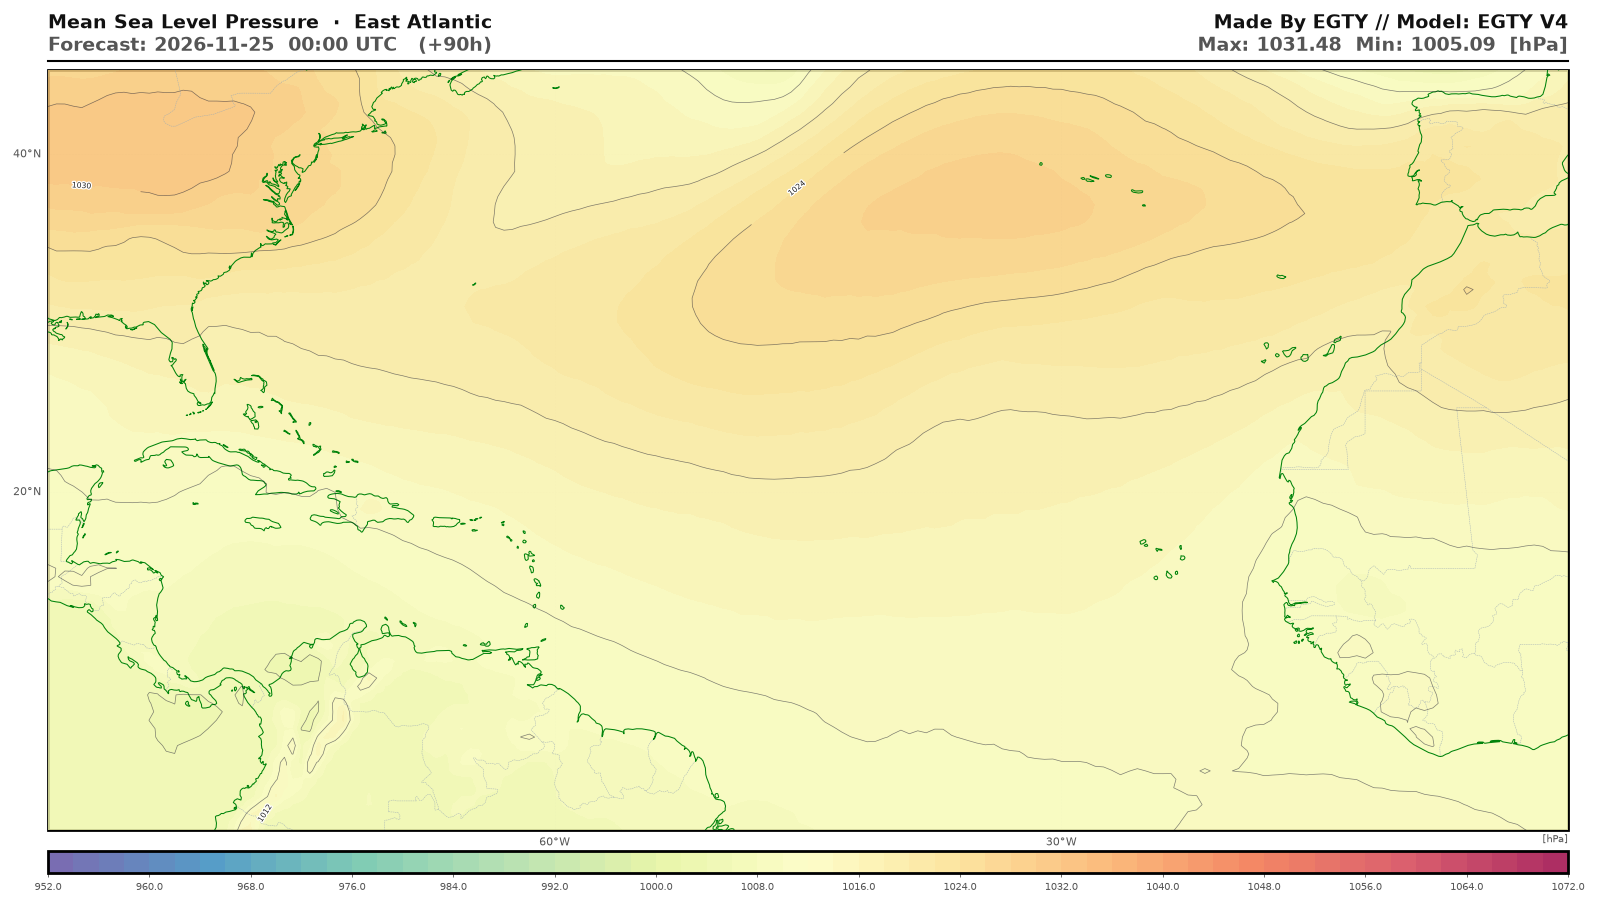 Mean Sea Level Pressure · East Atlantic
Made By EGTY // Model: EGTY V4
Forecast: 2026-11-25 00:00 UTC (+90h)
Max: 1031.48 Min: 1005.09 [hPa]
40°N
1030
1024
20°N
1012
60°W
30°W
[hPa]
952.0 960.0 968.0 976.0 984.0 992.0 1000.0 1008.0 1016.0 1024.0 1032.0 1040.0 1048.0 1056.0 1064.0 1072.0